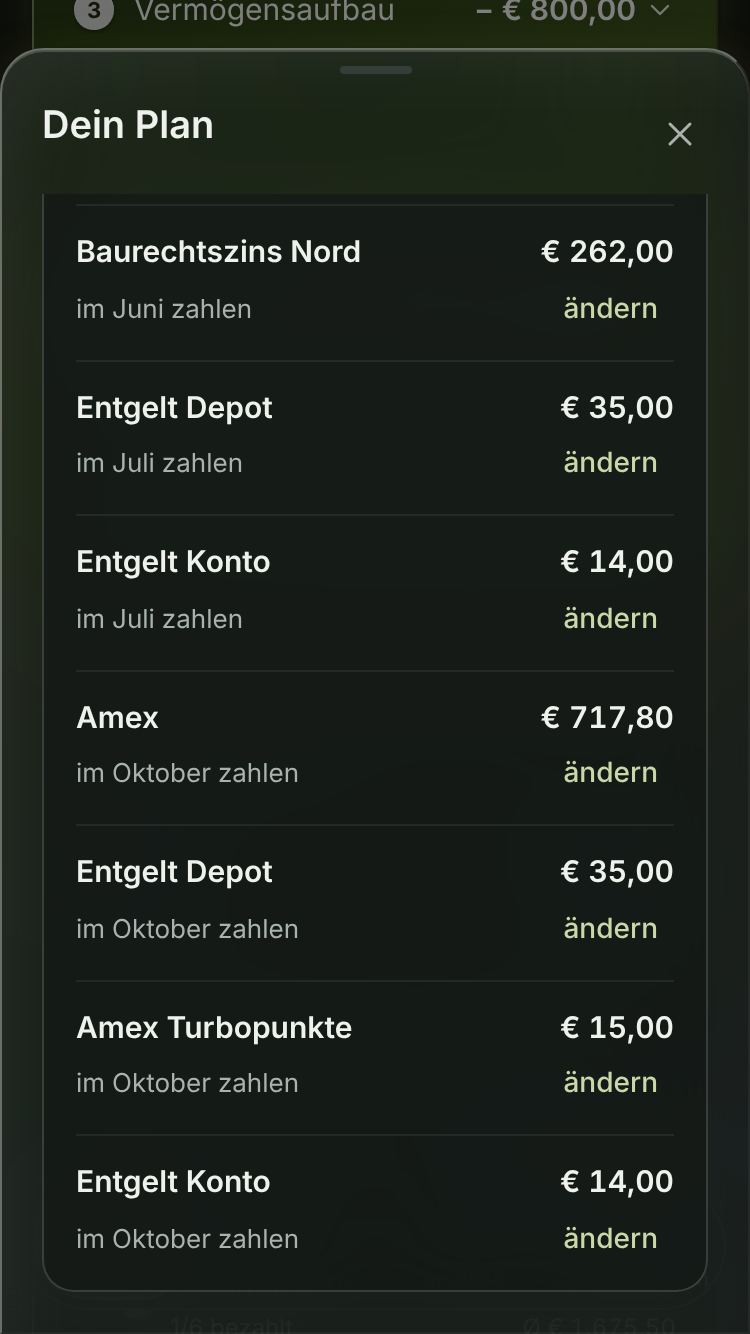 3 Vermögensaufbau – € 800,00
Dein Plan
Baurechtszins Nord € 262,00
im Juni zahlen ändern
Entgelt Depot € 35,00
im Juli zahlen ändern
Entgelt Konto € 14,00
im Juli zahlen ändern
Amex € 717,80
im Oktober zahlen ändern
Entgelt Depot € 35,00
im Oktober zahlen ändern
Amex Turbopunkte € 15,00
im Oktober zahlen ändern
Entgelt Konto € 14,00
im Oktober zahlen ändern
1/6 bezahlt Ø € 1.675,50